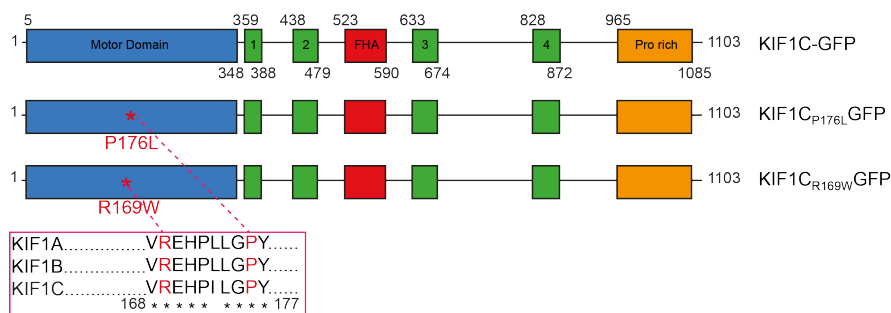 5 359 438 523 633 828 965
1 Motor Domain 1 2 FHA 3 4 Pro rich 1103 KIF1C-GFP
348 388 479 590 674 872 1085
1 * 1103 KIF1CP176LGFP
P176L
1 * 1103 KIF1CR169WGFP
R169W
KIF1A...............VREHPLLGPY......
KIF1B...............VREHPLLGPY......
KIF1C...............VREHPILGPY......
168 ***** **** 177